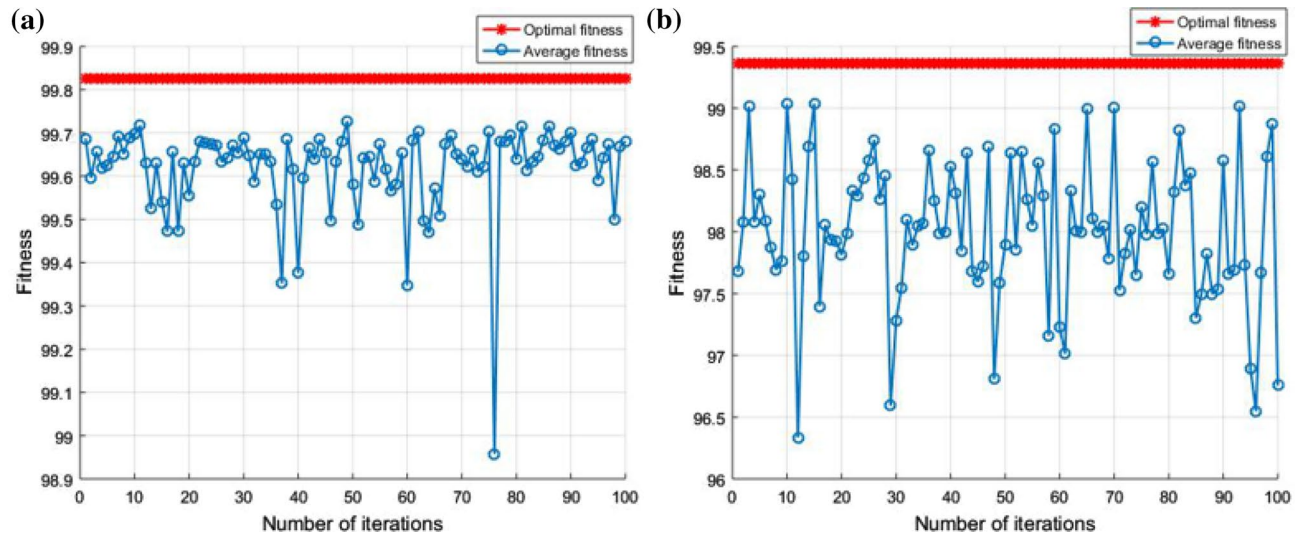 (a)
Optimal fitness
Average fitness
99.9
99.8
99.7
99.6
99.5
99.4
99.3
99.2
99.1
99
98.9
Fitness
0 10 20 30 40 50 60 70 80 90 100
Number of iterations
(b)
Optimal fitness
Average fitness
99.5
99
98.5
98
97.5
97
96.5
96
Fitness
0 10 20 30 40 50 60 70 80 90 100
Number of iterations